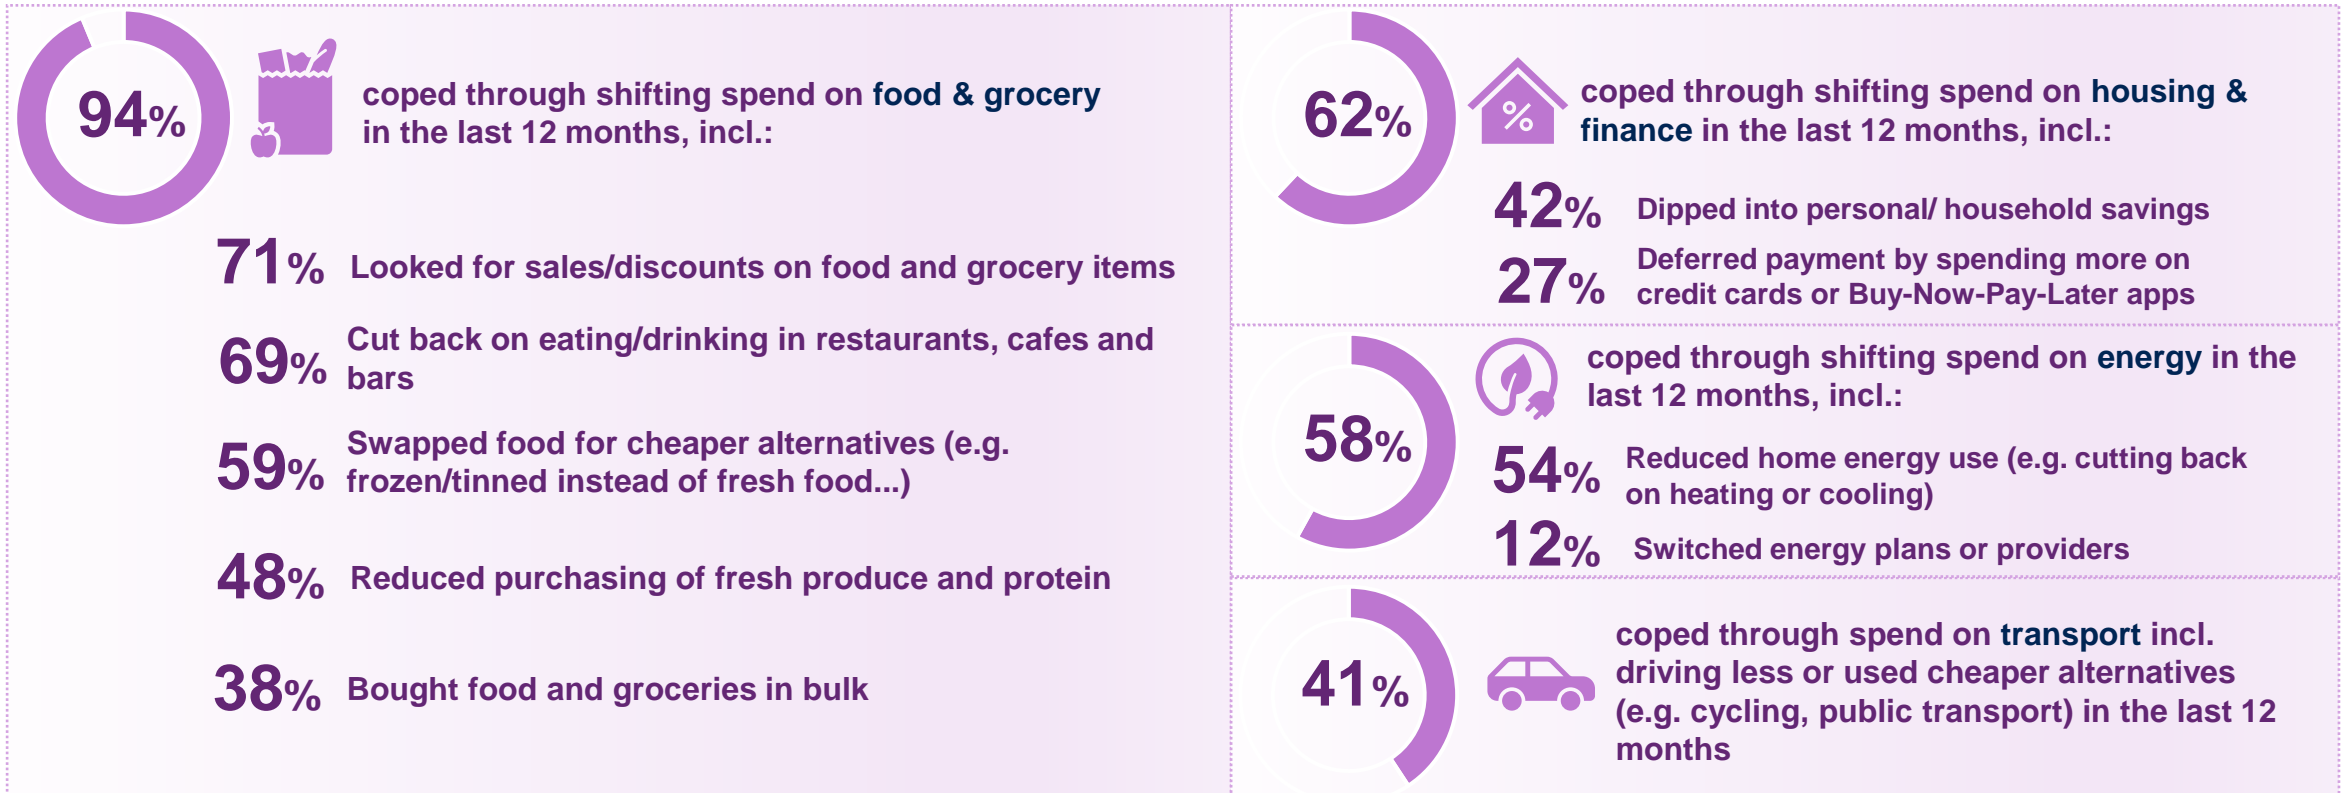 94%
coped through shifting spend on food & grocery
in the last 12 months, incl.:
71% Looked for sales/discounts on food and grocery items
69% Cut back on eating/drinking in restaurants, cafes and
bars
59% Swapped food for cheaper alternatives (e.g.
frozen/tinned instead of fresh food...)
48% Reduced purchasing of fresh produce and protein
38% Bought food and groceries in bulk
62%
%
coped through shifting spend on housing &
finance in the last 12 months, incl.:
42% Dipped into personal/ household savings
27% Deferred payment by spending more on
credit cards or Buy-Now-Pay-Later apps
58%
coped through shifting spend on energy in the
last 12 months, incl.:
54% Reduced home energy use (e.g. cutting back
on heating or cooling)
12% Switched energy plans or providers
41%
coped through spend on transport incl.
driving less or used cheaper alternatives
(e.g. cycling, public transport) in the last 12
months